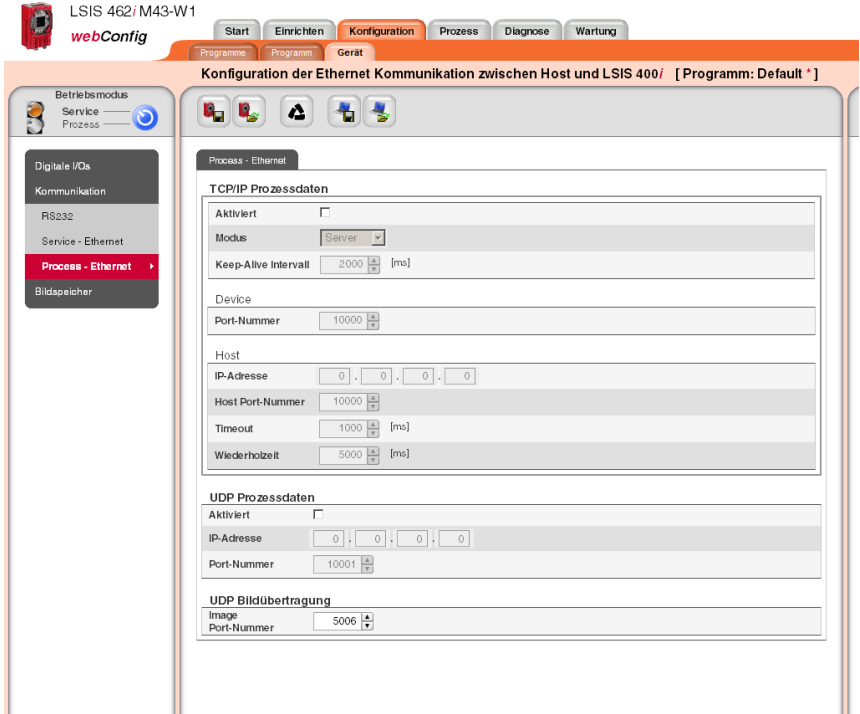 LSIS 462i M43-W1
webConfig
Start Einrichten Konfiguration Prozess Diagnose Wartung
Programme Programm Gerät
Konfiguration der Ethernet Kommunikation zwischen Host und LSIS 400i [ Programm: Default * ]
Betriebsmodus
Service
Prozess
Digitale I/Os
Kommunikation
RS232
Service - Ethernet
Process - Ethernet
Bildspeicher
Process - Ethernet
TCP/IP Prozessdaten
Aktiviert
Modus Server
Keep-Alive Intervall 2000 [ms]
Device
Port-Nummer 10000
Host
IP-Adresse 0 . 0 . 0 . 0
Host Port-Nummer 10000
Timeout 1000 [ms]
Wiederholzeit 5000 [ms]
UDP Prozessdaten
Aktiviert
IP-Adresse 0 . 0 . 0 . 0
Port-Nummer 10001
UDP Bildübertragung
Image
Port-Nummer 5006